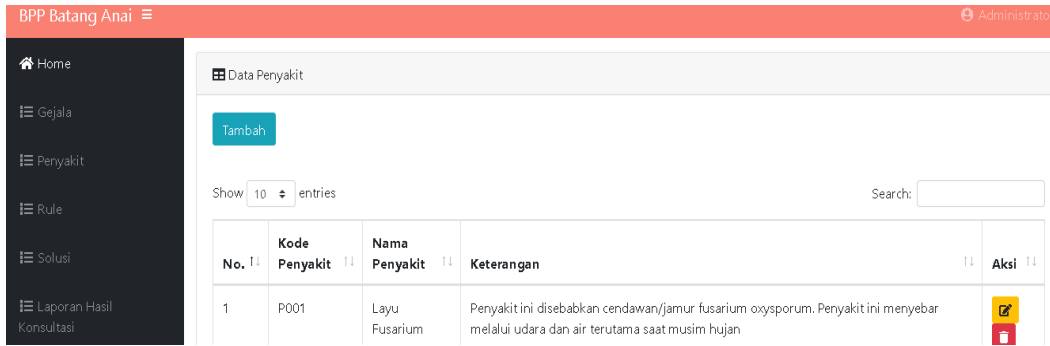 BPP Batang Anai
Administrato
Home
Gejala
Penyakit
Rule
Solusi
Laporan Hasil
Konsultasi
Data Penyakit
Tambah
Show 10 entries
Search:
No. Kode Penyakit Nama Penyakit Keterangan Aksi
1 P001 Layu Fusarium Penyakit ini disebabkan cendawan/jamur fusarium oxysporum. Penyakit ini menyebar
melalui udara dan air terutama saat musim hujan